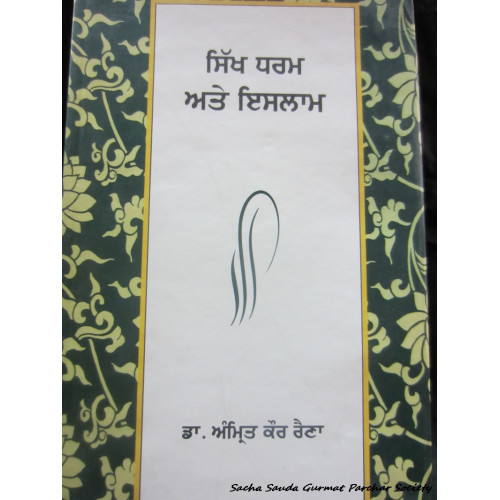 ਸਿੱਖ ਧਰਮ
ਅਤੇ ਇਸਲਾਮ
ਡਾ. ਅੰਮ੍ਰਿਤ ਕੌਰ ਰੈਣਾ
Sacha Sauda Gurmat Parchar Society